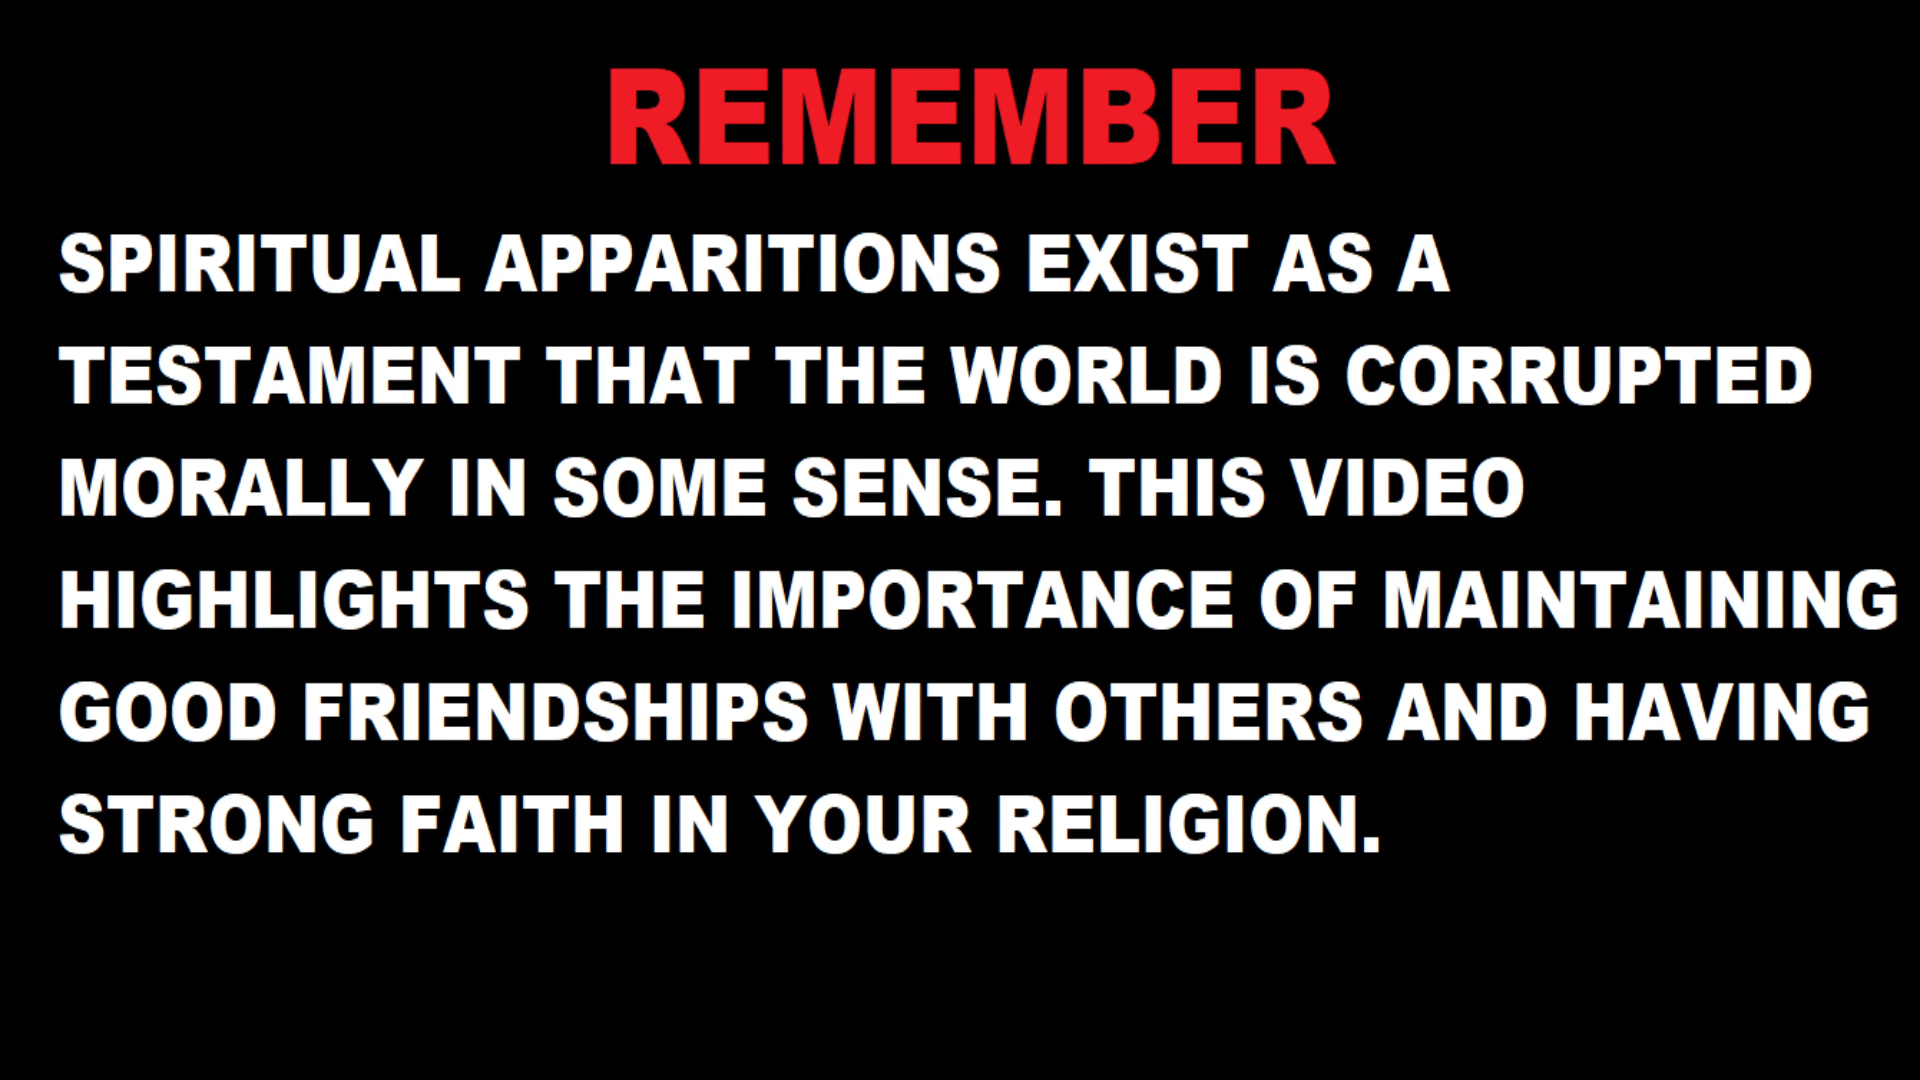 REMEMBER
SPIRITUAL APPARITIONS EXIST AS A
TESTAMENT THAT THE WORLD IS CORRUPTED
MORALLY IN SOME SENSE. THIS VIDEO
HIGHLIGHTS THE IMPORTANCE OF MAINTAINING
GOOD FRIENDSHIPS WITH OTHERS AND HAVING
STRONG FAITH IN YOUR RELIGION.